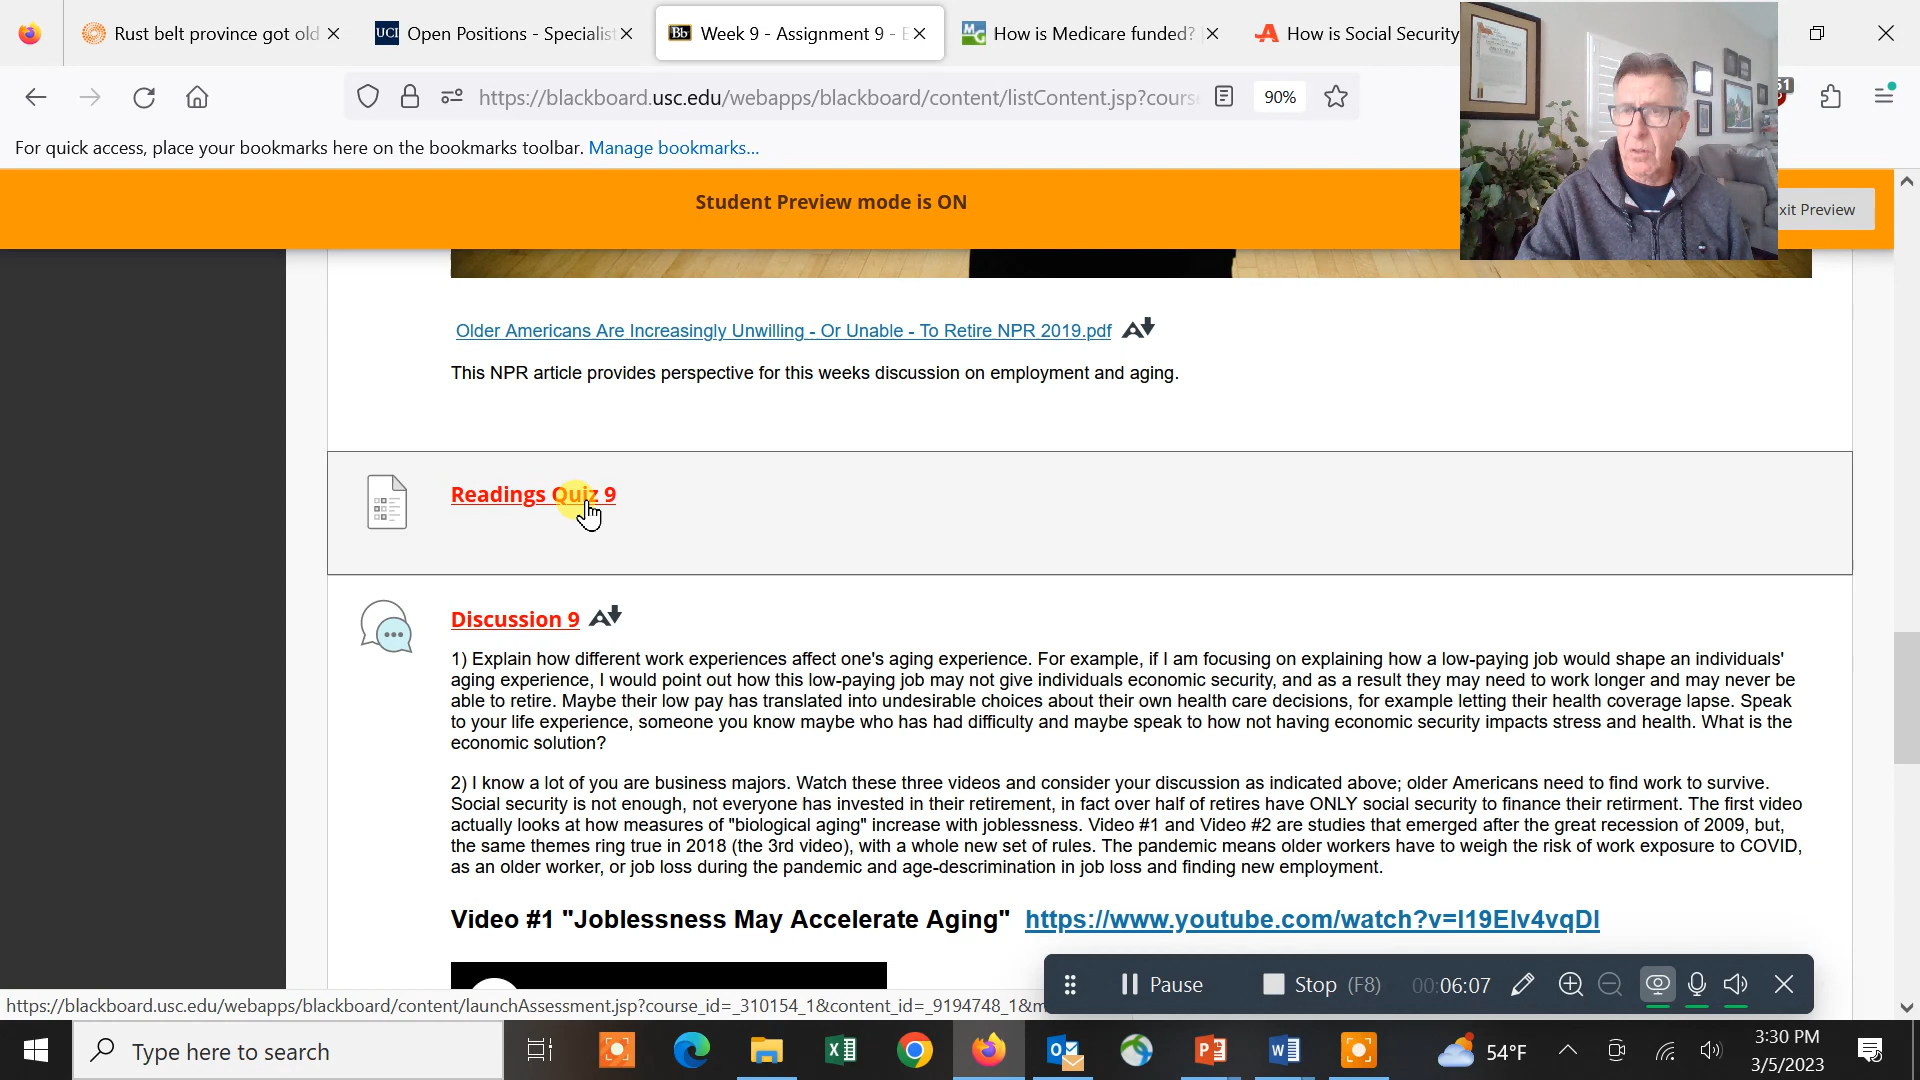 Rust belt province got old
UCI Open Positions - Specialist
Bb Week 9 - Assignment 9 -
MG How is Medicare funded?
How is Social Security
https://blackboard.usc.edu/webapps/blackboard/content/listContent.jsp?cours
90%
For quick access, place your bookmarks here on the bookmarks toolbar. Manage bookmarks...
Student Preview mode is ON
xit Preview
Older Americans Are Increasingly Unwilling - Or Unable - To Retire NPR 2019.pdf
This NPR article provides perspective for this weeks discussion on employment and aging.
Readings Quiz 9
Discussion 9
1) Explain how different work experiences affect one's aging experience. For example, if I am focusing on explaining how a low-paying job would shape an individuals'
aging experience, I would point out how this low-paying job may not give individuals economic security, and as a result they may need to work longer and may never be
able to retire. Maybe their low pay has translated into undesirable choices about their own health care decisions, for example letting their health coverage lapse. Speak
to your life experience, someone you know maybe who has had difficulty and maybe speak to how not having economic security impacts stress and health. What is the
economic solution?
2) I know a lot of you are business majors. Watch these three videos and consider your discussion as indicated above; older Americans need to find work to survive.
Social security is not enough, not everyone has invested in their retirement, in fact over half of retires have ONLY social security to finance their retirment. The first video
actually looks at how measures of "biological aging" increase with joblessness. Video #1 and Video #2 are studies that emerged after the great recession of 2009, but,
the same themes ring true in 2018 (the 3rd video), with a whole new set of rules. The pandemic means older workers have to weigh the risk of work exposure to COVID,
as an older worker, or job loss during the pandemic and age-descrimination in job loss and finding new employment.
Video #1 "Joblessness May Accelerate Aging" https://www.youtube.com/watch?v=I19EIv4vqDI
Pause
Stop (F8)
00:06:07
https://blackboard.usc.edu/webapps/blackboard/content/launchAssessment.jsp?course_id=_310154_1&content_id=_9194748_1&m
Type here to search
54°F
3:30 PM
3/5/2023